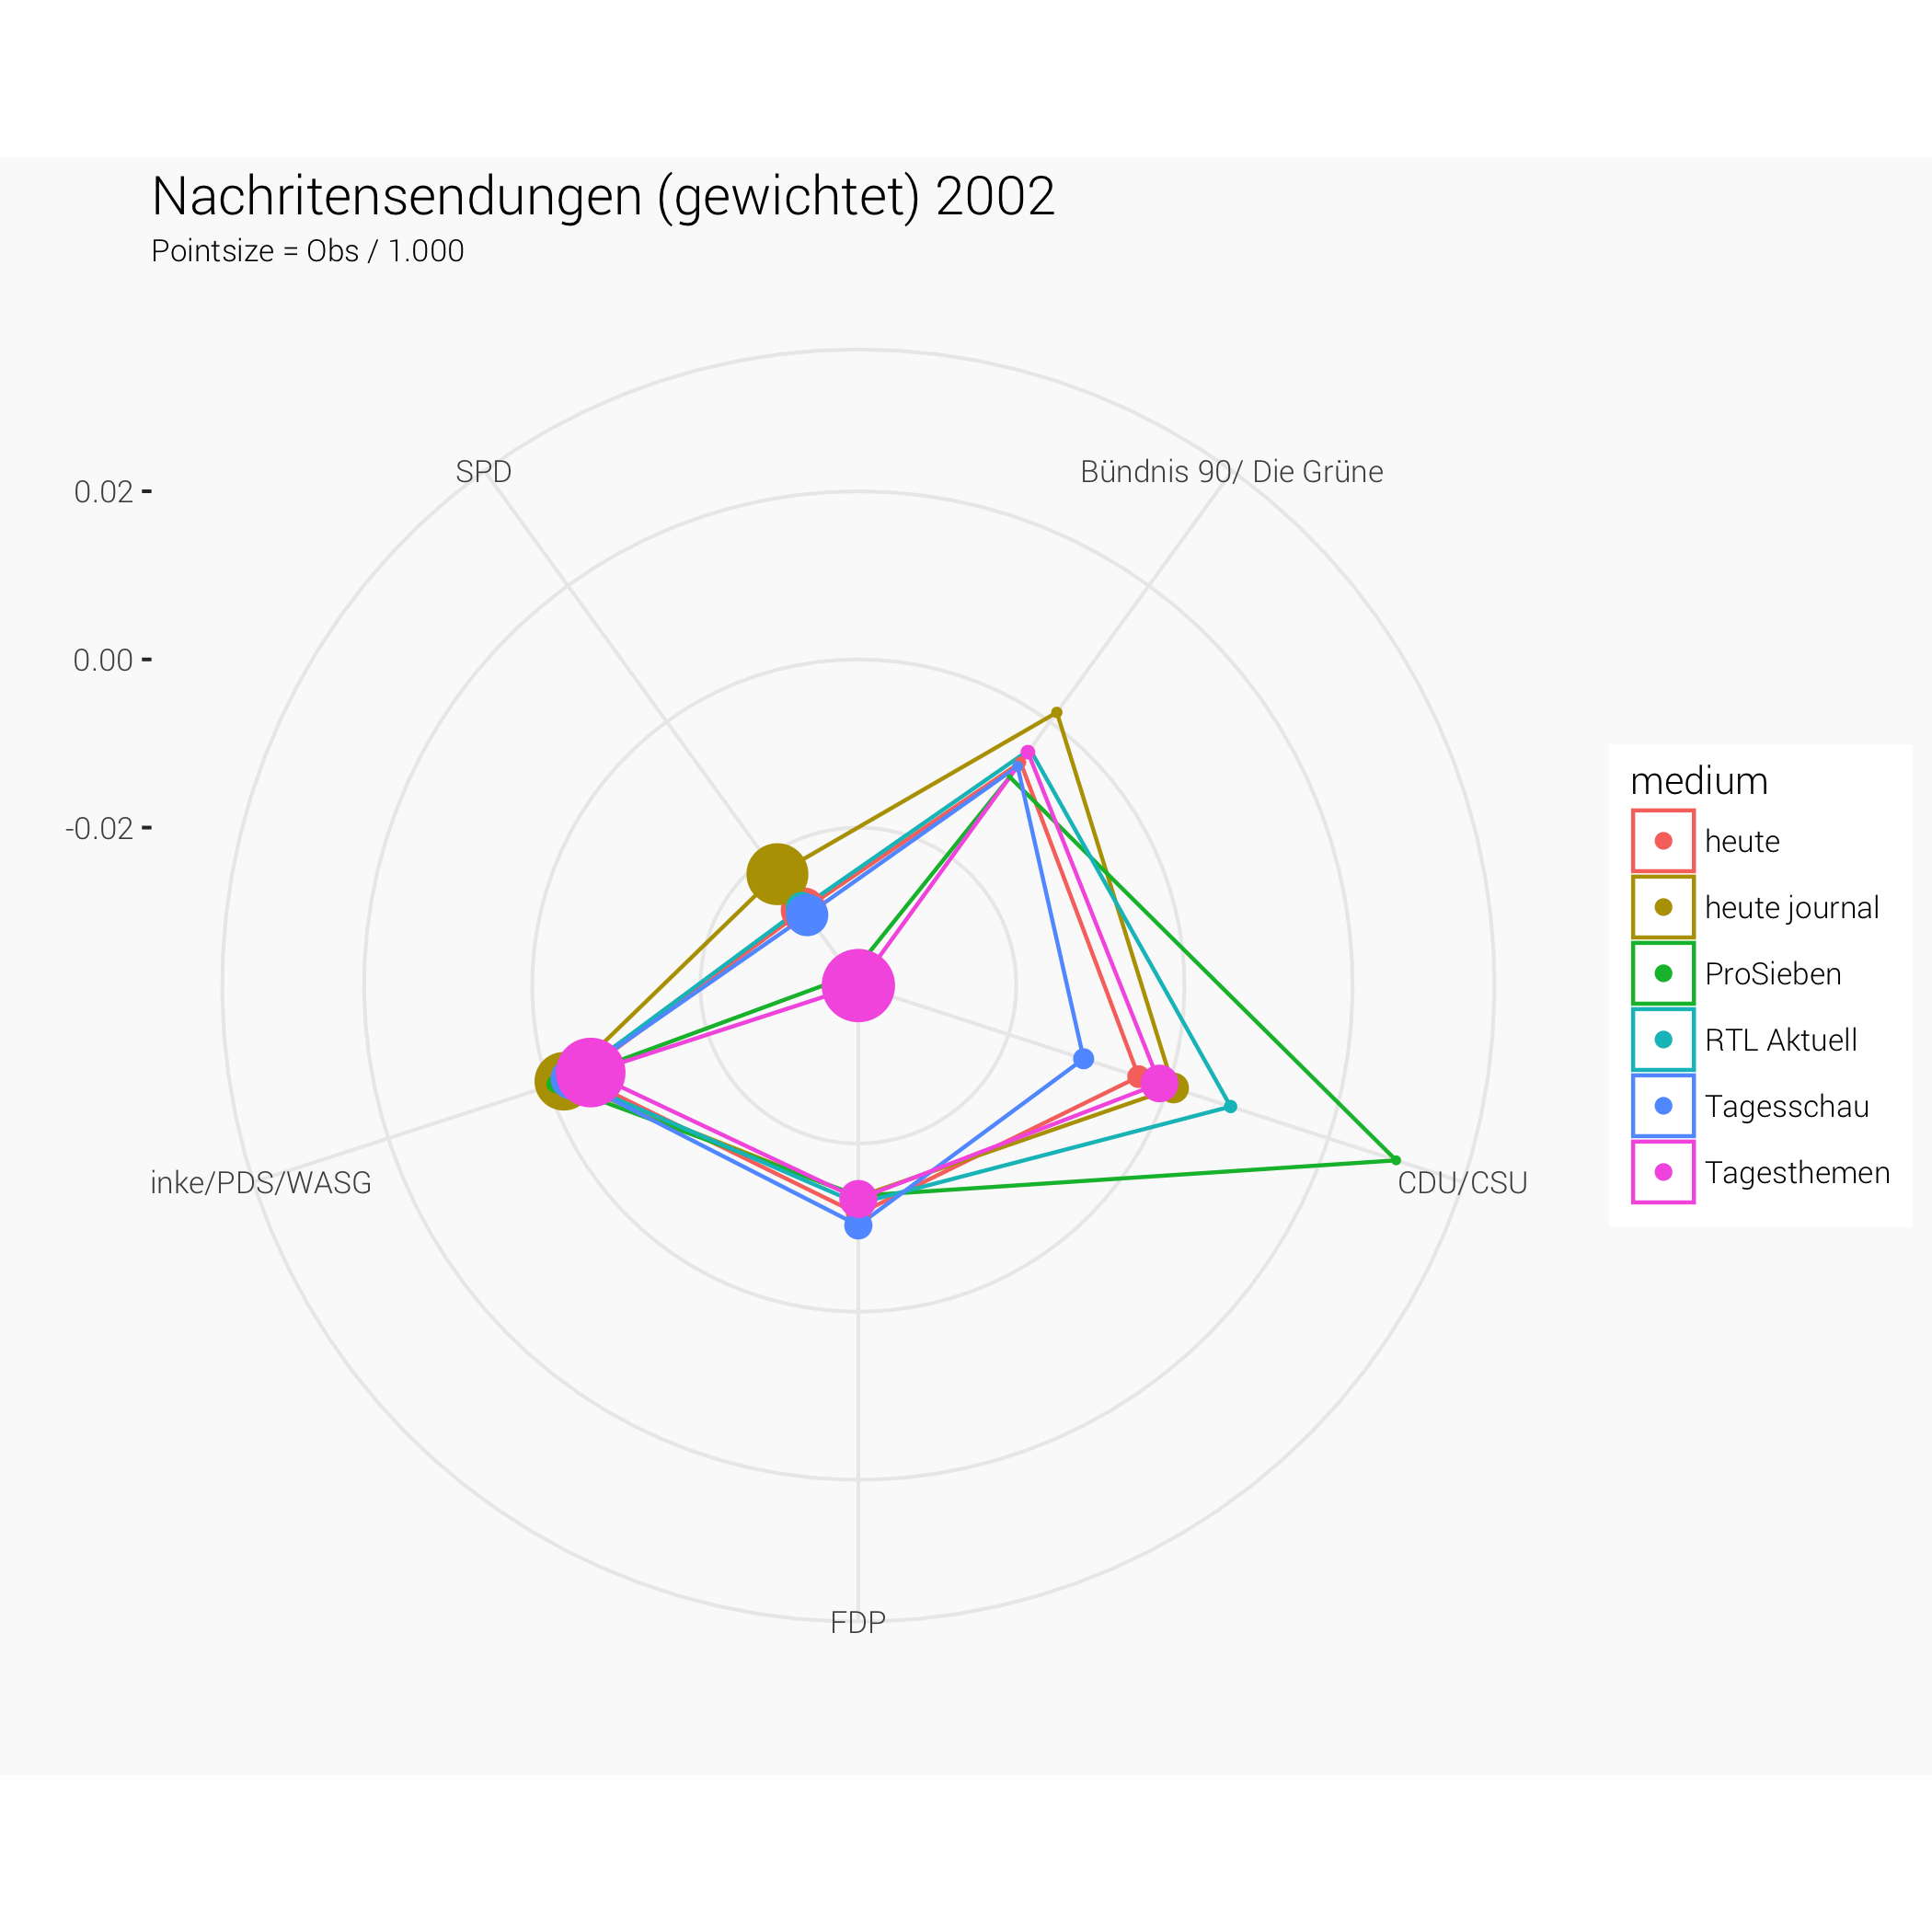 Nachritensendungen (gewichtet) 2002
Pointsize = Obs / 1.000
SPD
Bündnis 90/ Die Grüne
0.02
0.00
-0.02
inke/PDS/WASG
CDU/CSU
FDP
medium
heute
heute journal
ProSieben
RTL Aktuell
Tagesschau
Tagesthemen